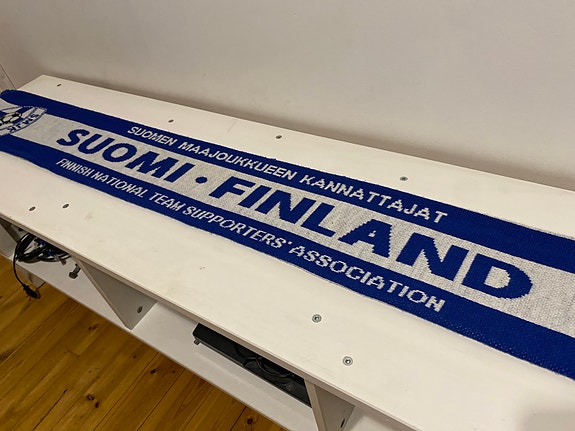 SUOMEN MAAJOUKKUEEN KANNATTAJAT
SUOMI • FINLAND
FINNISH NATIONAL TEAM SUPPORTERS' ASSOCIATION